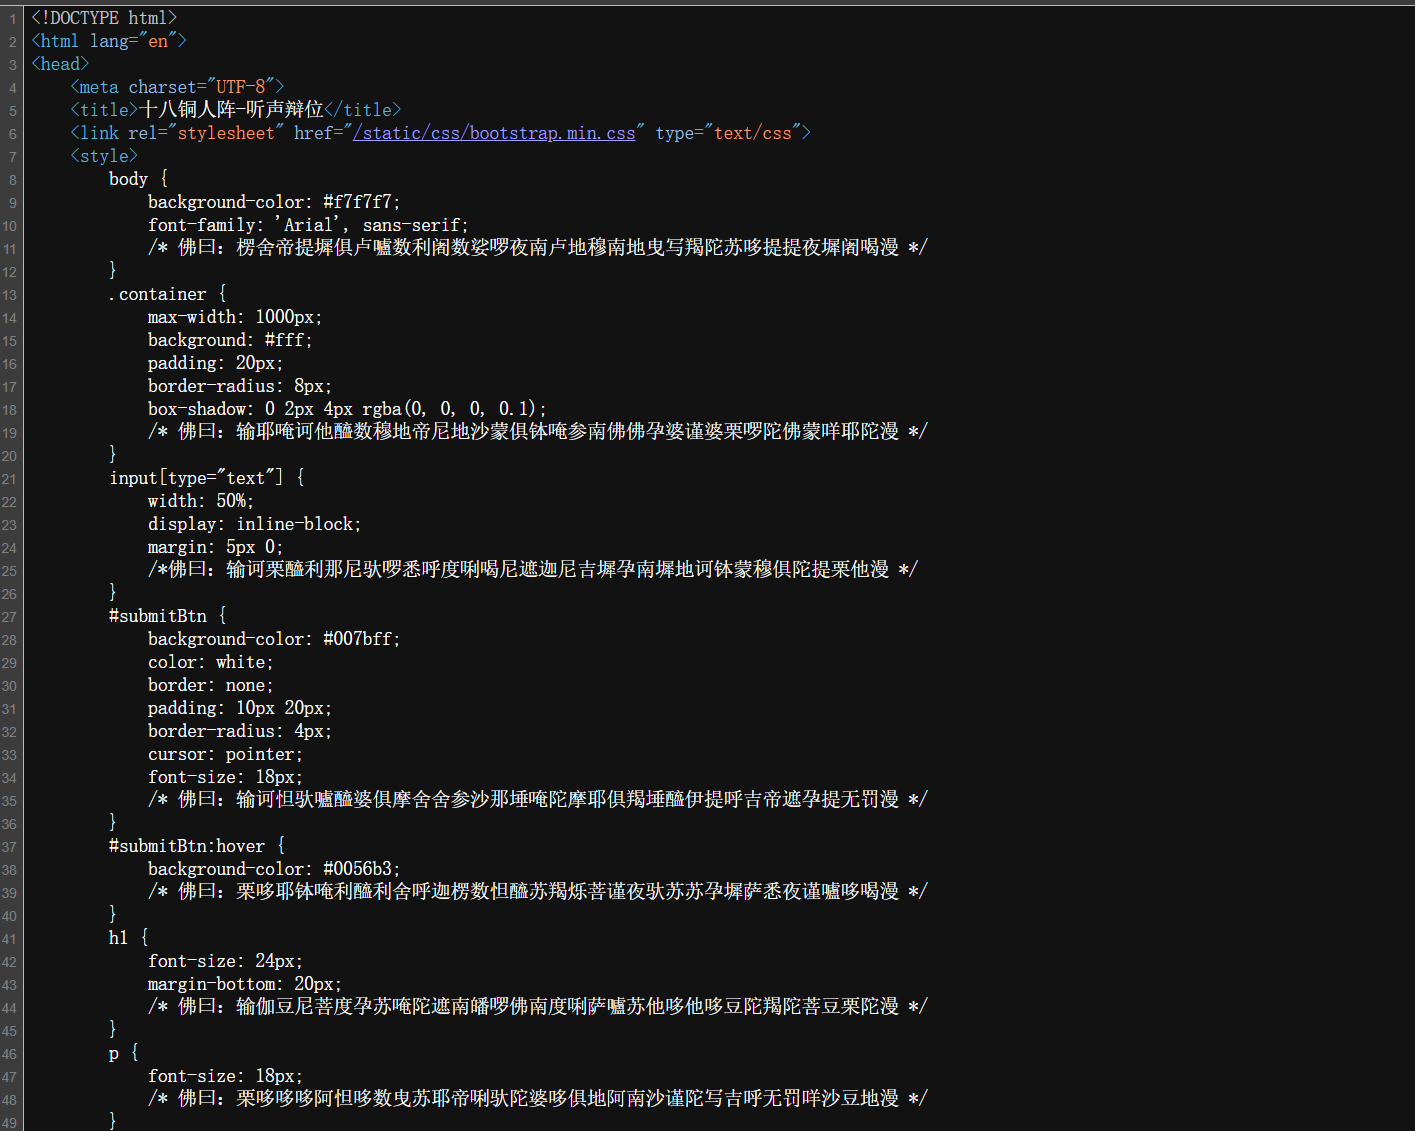 1 <!DOCTYPE html>
2 <html lang="en">
3 <head>
4 <meta charset="UTF-8">
5 <title>十八铜人阵-听声辩位</title>
6 <link rel="stylesheet" href="/static/css/bootstrap.min.css" type="text/css">
7 <style>
8 body {
9 background-color: #f7f7f7;
10 font-family: 'Arial', sans-serif;
11 /* 佛曰：楞舍帝提墀俱卢嚧数利阇数娑啰夜南卢地穆南地曳写羯陀苏哆提提夜墀阇喝漫 */
12 }
13 .container {
14 max-width: 1000px;
15 background: #fff;
16 padding: 20px;
17 border-radius: 8px;
18 box-shadow: 0 2px 4px rgba(0, 0, 0, 0.1);
19 /* 佛曰：输耶唵诃他醯数穆地帝尼地沙蒙俱钵唵参南佛佛孕婆谨婆栗啰陀佛蒙咩耶陀漫 */
20 }
21 input[type="text"] {
22 width: 50%;
23 display: inline-block;
24 margin: 5px 0;
25 /*佛曰：输诃栗醯利那尼驮啰悉呼度唎喝尼遮迦尼吉墀孕南墀地诃钵蒙穆俱陀提栗他漫 */
26 }
27 #submitBtn {
28 background-color: #007bff;
29 color: white;
30 border: none;
31 padding: 10px 20px;
32 border-radius: 4px;
33 cursor: pointer;
34 font-size: 18px;
35 /* 佛曰：输诃怛驮嚧醯婆俱摩舍舍参沙那埵唵陀摩耶俱羯埵醯伊提呼吉帝遮孕提无罚漫 */
36 }
37 #submitBtn:hover {
38 background-color: #0056b3;
39 /* 佛曰：栗哆耶钵唵利醯利舍呼迦楞数怛醯苏羯烁菩谨夜驮苏苏孕墀萨悉夜谨嚧哆喝漫 */
40 }
41 h1 {
42 font-size: 24px;
43 margin-bottom: 20px;
44 /* 佛曰：输伽豆尼菩度孕苏唵陀遮南皤啰佛南度唎萨嚧苏他哆他哆豆陀羯陀菩豆栗陀漫 */
45 }
46 p {
47 font-size: 18px;
48 /* 佛曰：栗哆哆哆阿怛哆数曳苏耶帝唎驮陀婆哆俱地阿南沙谨陀写吉呼无罚咩沙豆地漫 */
49 }